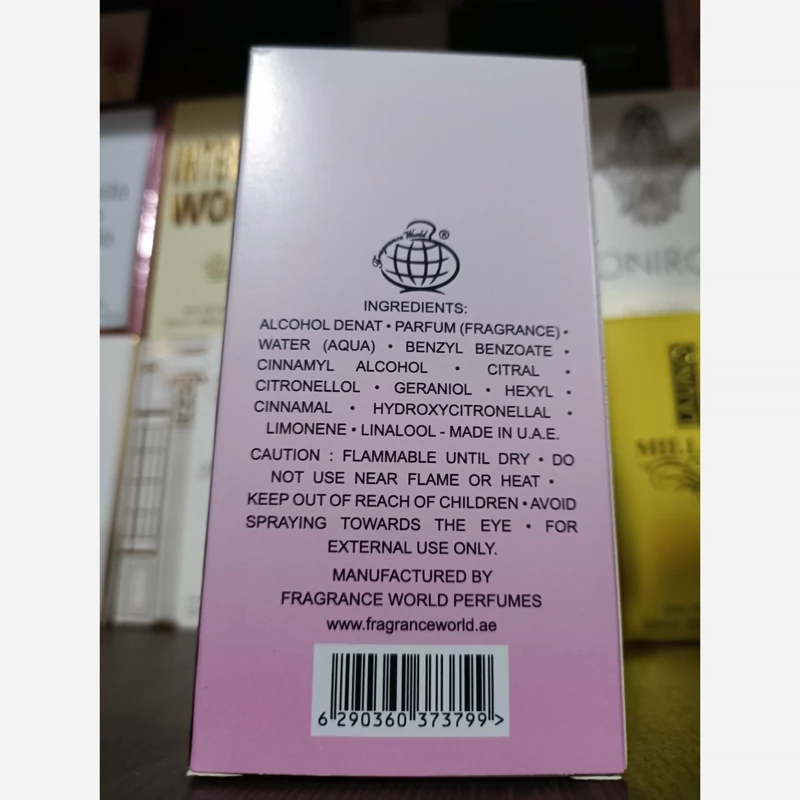 Fragrance World ®
INGREDIENTS:
ALCOHOL DENAT • PARFUM (FRAGRANCE) •
WATER (AQUA) • BENZYL BENZOATE •
CINNAMYL ALCOHOL • CITRAL •
CITRONELLOL • GERANIOL • HEXYL •
CINNAMAL • HYDROXYCITRONELLAL •
LIMONENE • LINALOOL - MADE IN U.A.E.
CAUTION : FLAMMABLE UNTIL DRY • DO
NOT USE NEAR FLAME OR HEAT •
KEEP OUT OF REACH OF CHILDREN • AVOID
SPRAYING TOWARDS THE EYE • FOR
EXTERNAL USE ONLY.
MANUFACTURED BY
FRAGRANCE WORLD PERFUMES
www.fragranceworld.ae
6 290360 373799 >